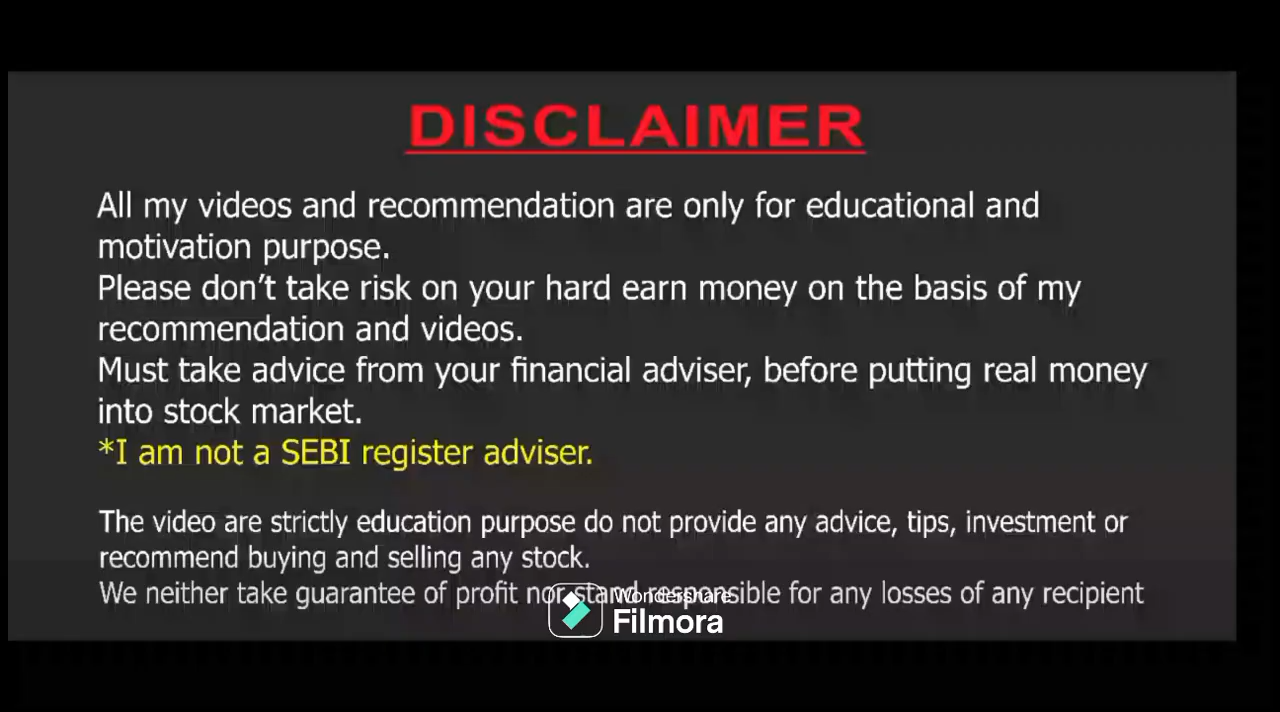 DISCLAIMER
All my videos and recommendation are only for educational and
motivation purpose.
Please don't take risk on your hard earn money on the basis of my
recommendation and videos.
Must take advice from your financial adviser, before putting real money
into stock market.
*I am not a SEBI register adviser.
The video are strictly education purpose do not provide any advice, tips, investment or
recommend buying and selling any stock.
We neither take guarantee of profit nor stand responsible for any losses of any recipient
Wondershare
Filmora